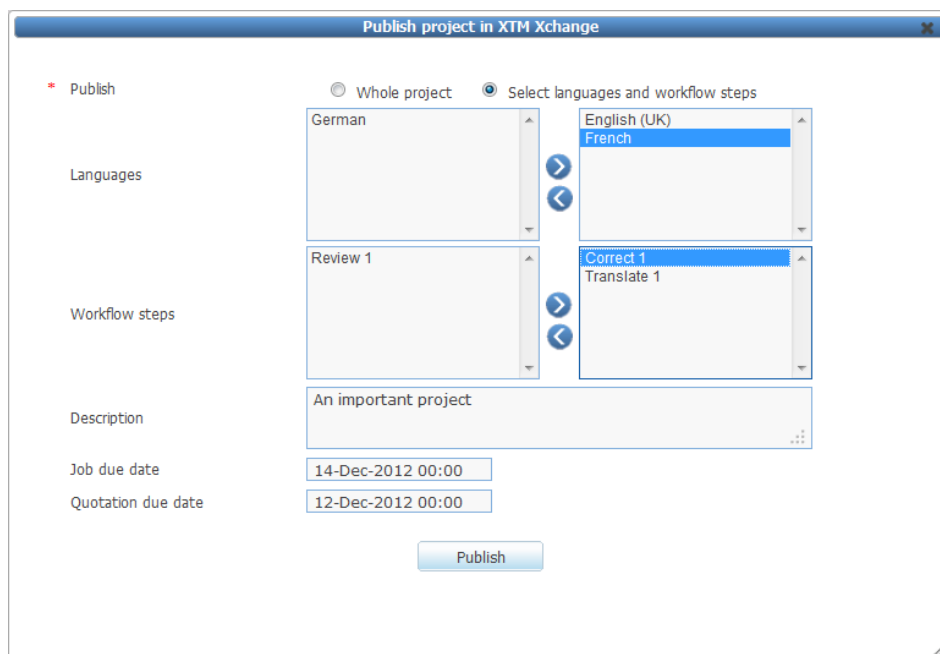 Publish project in XTM Xchange
* Publish Whole project Select languages and workflow steps
Languages
German
English (UK)
French
Workflow steps
Review 1
Correct 1
Translate 1
Description
An important project
Job due date 14-Dec-2012 00:00
Quotation due date 12-Dec-2012 00:00
Publish